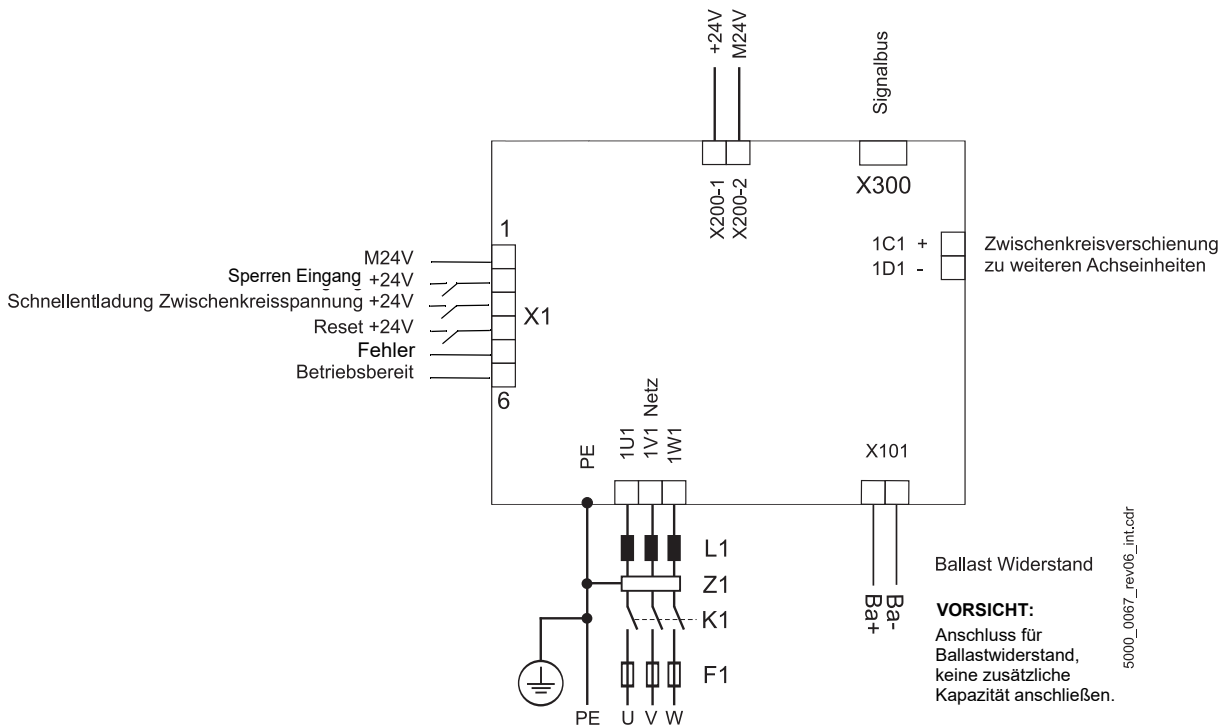 +24V
M24V
Signalbus
X200-1
X200-2
X300
1
M24V
Sperren Eingang +24V
Schnellentladung Zwischenkreisspannung +24V
Reset +24V
Fehler
Betriebsbereit
X1
6
1C1 +
1D1 -
Zwischenkreisverschienung
zu weiteren Achseinheiten
PE
1U1
1V1 Netz
1W1
X101
L1
Z1
K1
F1
PE U V W
Ba+
Ba-
Ballast Widerstand
VORSICHT:
Anschluss für
Ballastwiderstand,
keine zusätzliche
Kapazität anschließen.
5000_0067_rev06_int.cdr